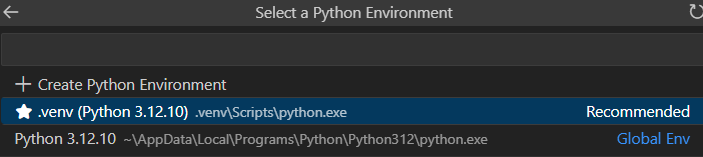 Select a Python Environment
Create Python Environment
.venv (Python 3.12.10) .venv\Scripts\python.exe Recommended
Python 3.12.10 ~\AppData\Local\Programs\Python\Python312\python.exe Global Env